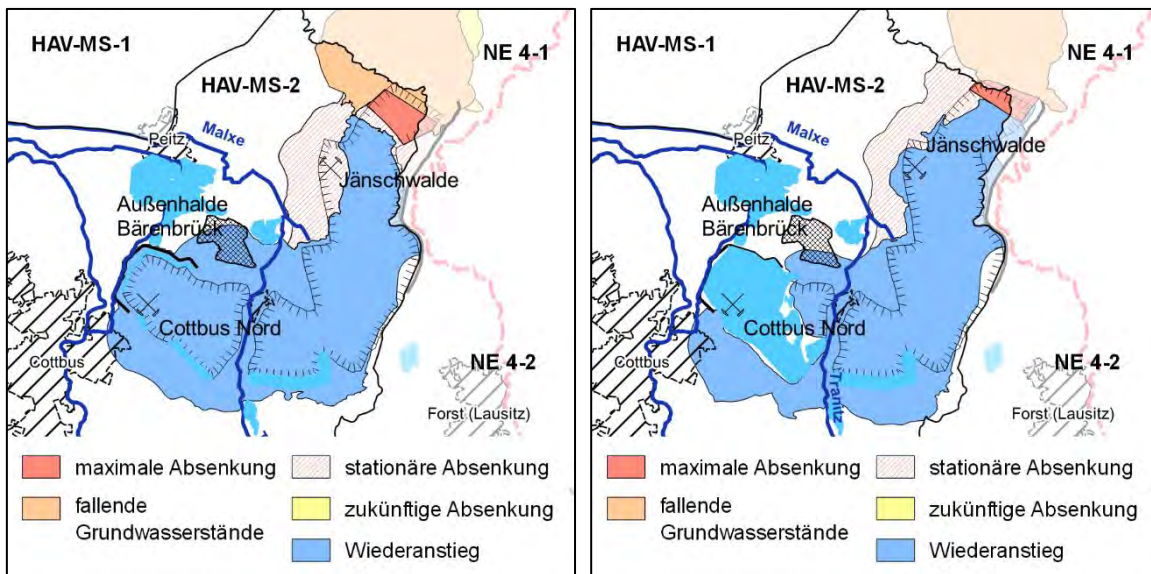 HAV-MS-1
NE 4-1
HAV-MS-2
Peitz
Malxe
Jänschwalde
Außenhalde
Bärenbrück
Cottbus Nord
Cottbus
NE 4-2
Forst (Lausitz)
maximale Absenkung
stationäre Absenkung
fallende
Grundwasserstände
zukünftige Absenkung
Wiederanstieg
HAV-MS-1
NE 4-1
HAV-MS-2
Peitz
Malxe
Jänschwalde
Außenhalde
Bärenbrück
Cottbus Nord
Cottbus
NE 4-2
Tranitz
Forst (Lausitz)
maximale Absenkung
stationäre Absenkung
fallende
Grundwasserstände
zukünftige Absenkung
Wiederanstieg